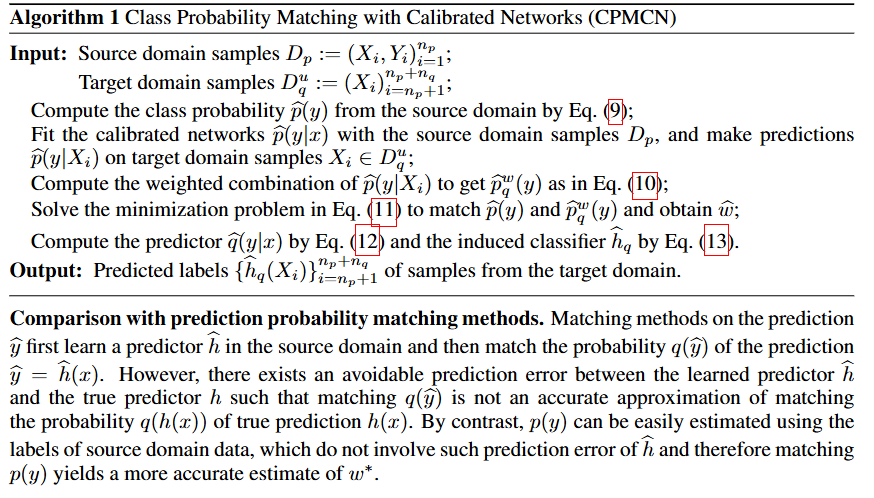 Algorithm 1 Class Probability Matching with Calibrated Networks (CPMCN)
Input: Source domain samples $D_p := (X_i, Y_i)_{i=1}^{n_p}$;
Target domain samples $D_q^u := (X_i)_{i=n_p+1}^{n_p+n_q}$;
Compute the class probability $\widehat{p}(y)$ from the source domain by Eq. (9);
Fit the calibrated networks $\widehat{p}(y|x)$ with the source domain samples $D_p$, and make predictions
$\widehat{p}(y|X_i)$ on target domain samples $X_i \in D_q^u$;
Compute the weighted combination of $\widehat{p}(y|X_i)$ to get $\widehat{p}_q^w(y)$ as in Eq. (10);
Solve the minimization problem in Eq. (11) to match $\widehat{p}(y)$ and $\widehat{p}_q^w(y)$ and obtain $\widehat{w}$;
Compute the predictor $\widehat{q}(y|x)$ by Eq. (12) and the induced classifier $\widehat{h}_q$ by Eq. (13).
Output: Predicted labels $\{\widehat{h}_q(X_i)\}_{i=n_p+1}^{n_p+n_q}$ of samples from the target domain.
Comparison with prediction probability matching methods. Matching methods on the prediction
$\widehat{y}$ first learn a predictor $\widehat{h}$ in the source domain and then match the probability $q(\widehat{y})$ of the prediction
$\widehat{y} = \widehat{h}(x)$. However, there exists an avoidable prediction error between the learned predictor $\widehat{h}$
and the true predictor $h$ such that matching $q(\widehat{y})$ is not an accurate approximation of matching
the probability $q(h(x))$ of true prediction $h(x)$. By contrast, $p(y)$ can be easily estimated using the
labels of source domain data, which do not involve such prediction error of $\widehat{h}$ and therefore matching
$p(y)$ yields a more accurate estimate of $w^*$.